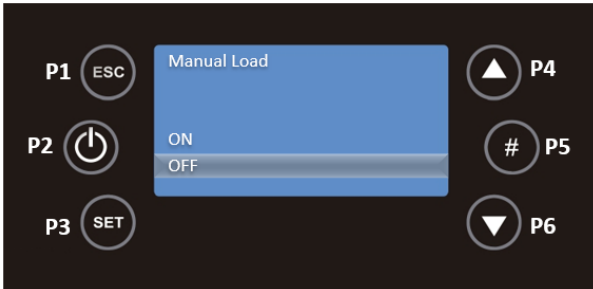 P1 ESC
Manual Load
P4
P2
ON
# P5
OFF
P3 SET
P6